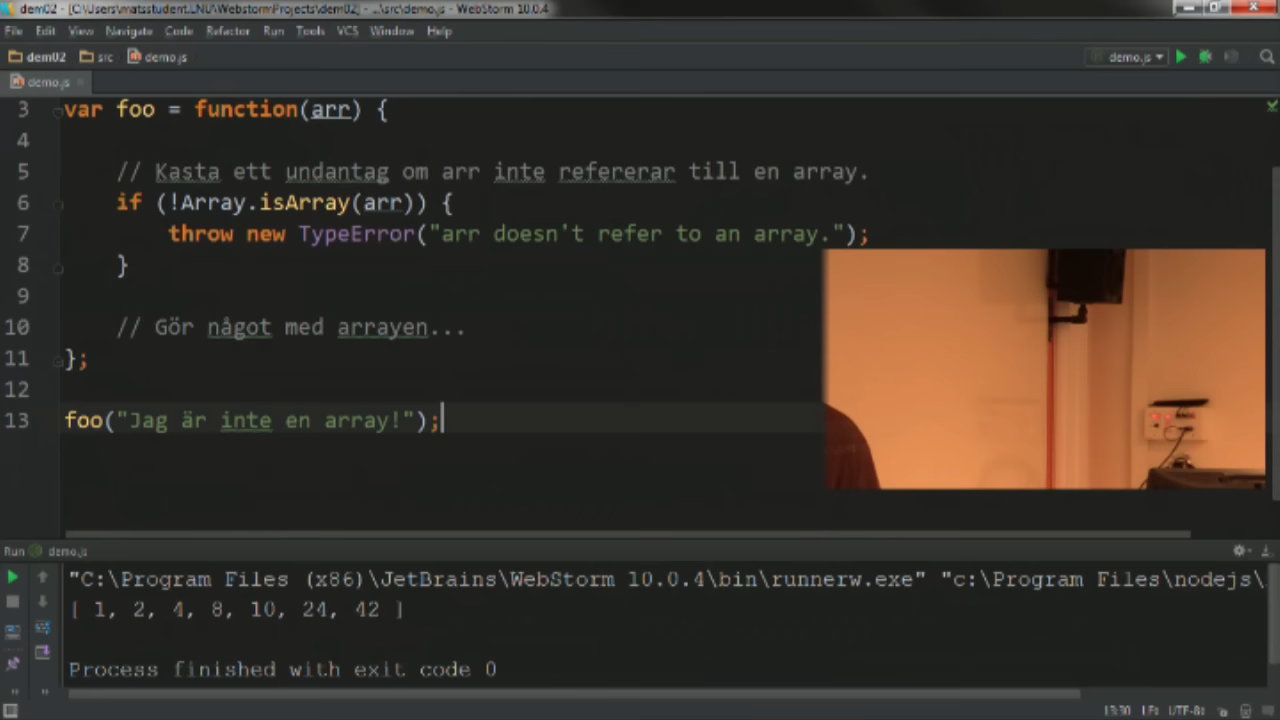 dem02 - [C:\Users\matsstudent.LNU\WebstormProjects\dem02] - ...\src\demo.js - WebStorm 10.0.4
File Edit View Navigate Code Refactor Run Tools VCS Window Help
dem02 src demo.js demo.js
demo.js
3 var foo = function(arr) {
4
5 // Kasta ett undantag om arr inte refererar till en array.
6 if (!Array.isArray(arr)) {
7 throw new TypeError("arr doesn't refer to an array.");
8 }
9
10 // Gör något med arrayen...
11 };
12
13 foo("Jag är inte en array!");
Run demo.js
"C:\Program Files (x86)\JetBrains\WebStorm 10.0.4\bin\runnerw.exe" "c:\Program Files\nodejs\
[ 1, 2, 4, 8, 10, 24, 42 ]
Process finished with exit code 0
13:30 LF÷ UTF-8÷